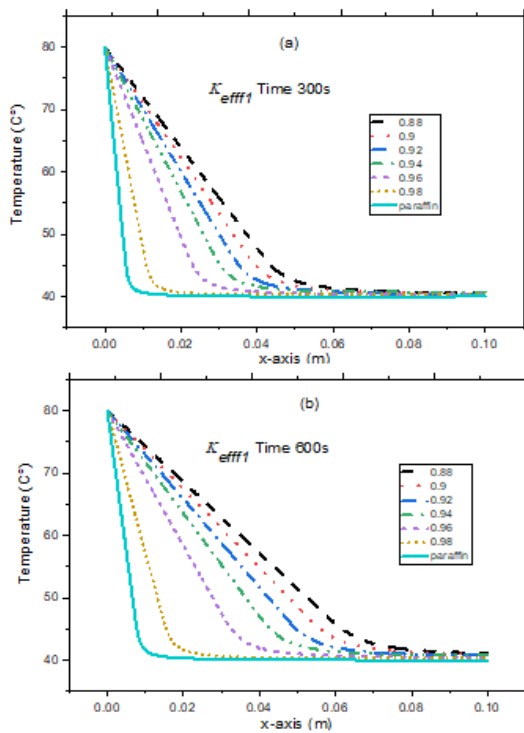 (a)
K_efff1 Time 300s
0.88
0.9
0.92
0.94
0.96
0.98
paraffin
Temperature (C°)
80
70
60
50
40
0.00 0.02 0.04 0.06 0.08 0.10
x-axis (m)
(b)
K_efff1 Time 600s
0.88
0.9
-0.92
0.94
0.96
0.98
paraffin
Temperature (C°)
80
70
60
50
40
0.00 0.02 0.04 0.06 0.08 0.10
x-axis (m)